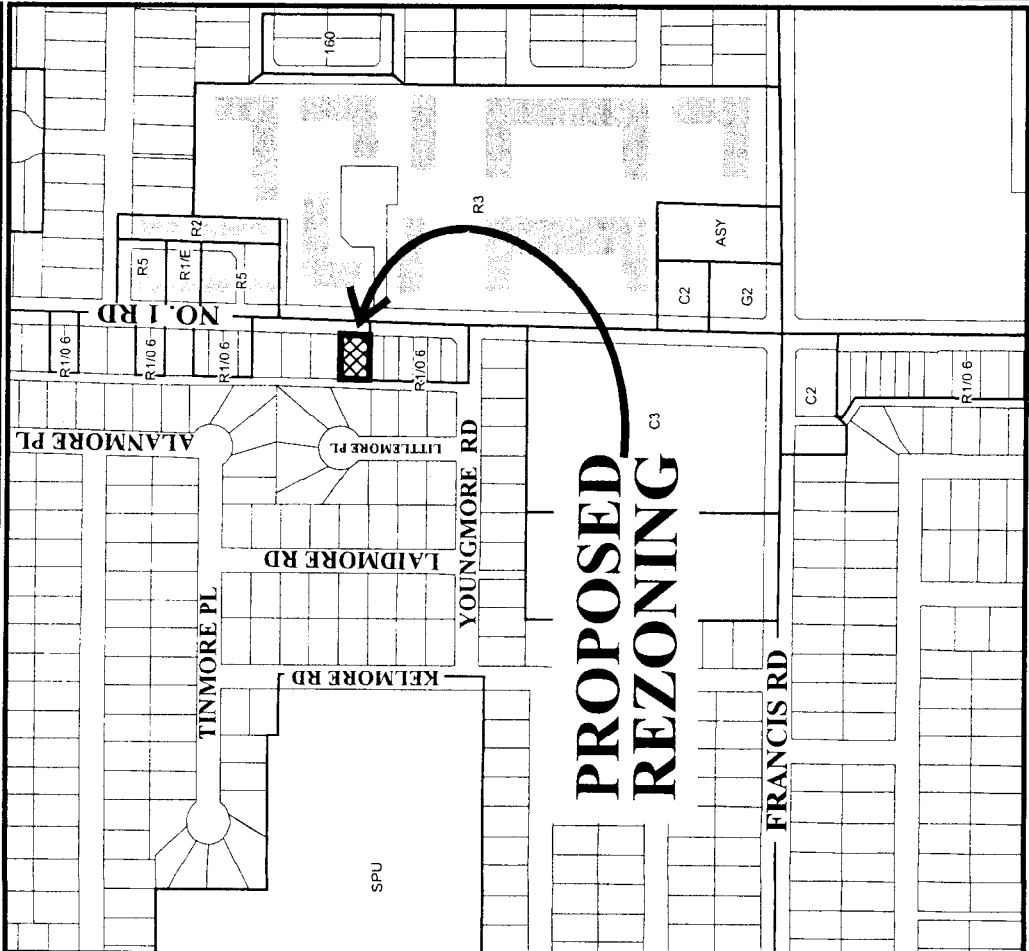 160
R2
R5
R1/E
R5
R3
NO. 1 RD
R1/0.6
R1/0.6
R1/0.6
R1/0.6
ASY
C2
G2
ALANMORE PL
LITTLEMORE PL
LAIDMORE RD
YOUNGMORE RD
TINMORE PL
KELMORE RD
C3
PROPOSED
REZONING
FRANCIS RD
C2
R1/0.6
SPU